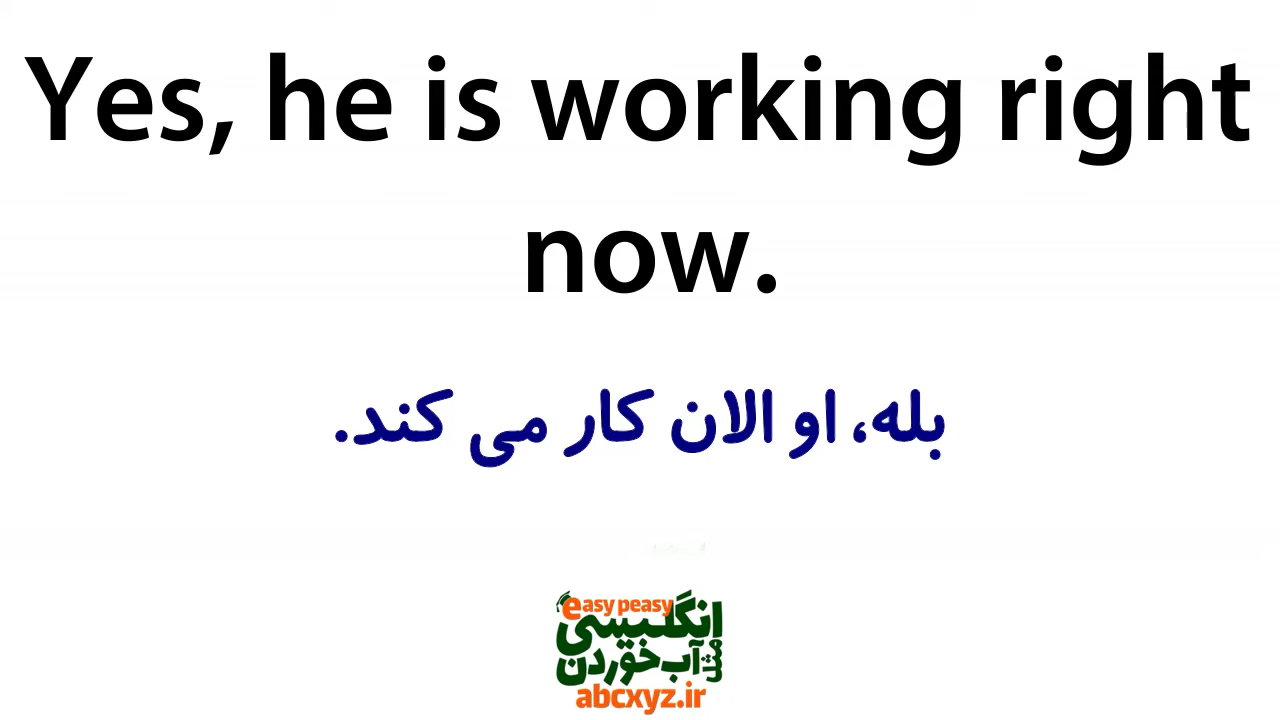 Yes, he is working right
now.
بله، او الان کار می کند.
easy peasy
انگلیسی
مثل آب خوردن
abcxyz.ir